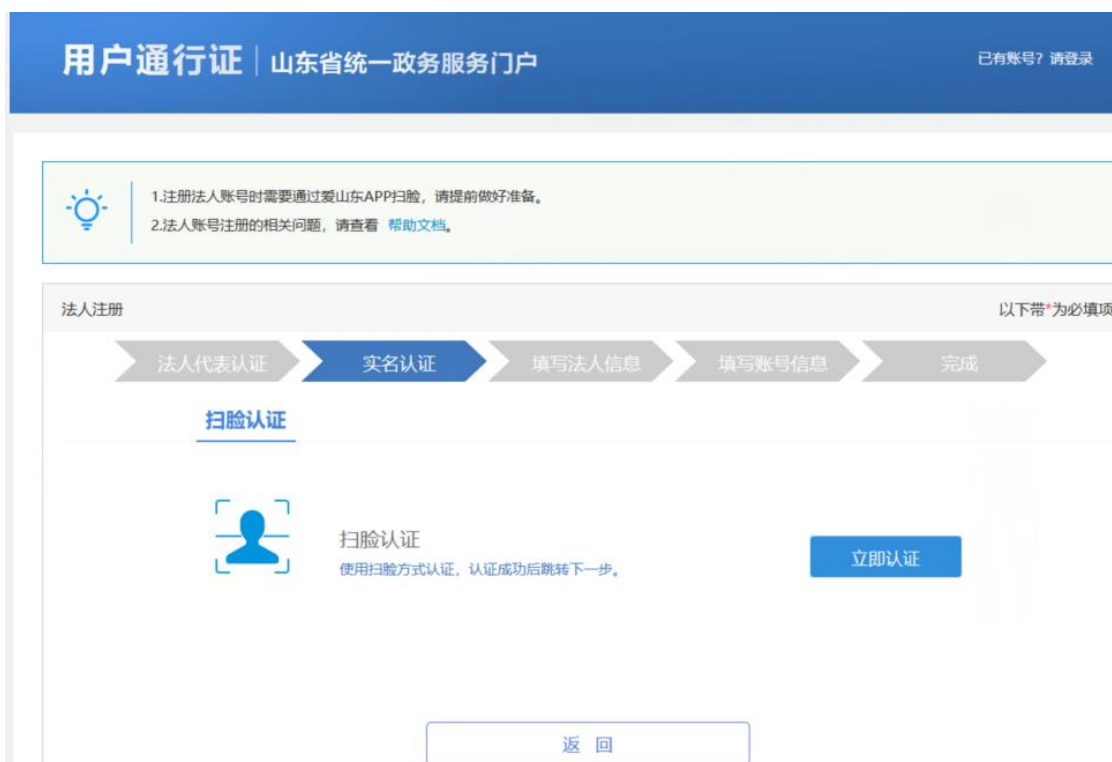 用户通行证 | 山东省统一政务服务门户
已有账号？请登录
1.注册法人账号时需要通过爱山东APP扫脸，请提前做好准备。
2.法人账号注册的相关问题，请查看 帮助文档。
法人注册
以下带*为必填项
法人代表认证
实名认证
填写法人信息
填写账号信息
完成
扫脸认证
扫脸认证
使用扫脸方式认证，认证成功后跳转下一步。
立即认证
返 回